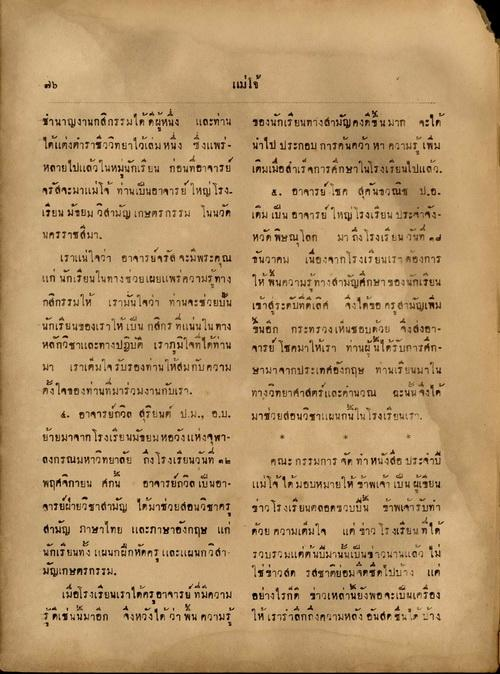 ๗๖
แม่โจ้
ชำนาญงานกสิกรรมได้ดีผู้หนึ่ง และท่าน
ได้แต่งตำราชีววิทยาไว้เล่มหนึ่ง ซึ่งแพร่-
หลายไปแล้วในหมู่นักเรียน ก่อนที่อาจารย์
จรัสจะมาแม่โจ้ ท่านเป็นอาจารย์ใหญ่โรง-
เรียนมัธยมวิสามัญเกษตรกรรม โนนวัด
นครราชสีมา.
เราแน่ใจว่า อาจารย์จรัสจะมีพระคุณ
แก่นักเรียนในทางช่วยเผยแพร่ความรู้ทาง
กสิกรรมให้ เรามั่นใจว่า ท่านจะช่วยปั้น
นักเรียนของเราให้เป็นกสิกรที่แน่นในทาง
หลักวิชาและทางปฏิบัติ เราภูมิใจที่ได้ท่าน
มา เราเต็มใจรับรองท่านให้สมกับความ
ตั้งใจของท่านที่มาร่วมงานกับเรา.
๔. อาจารย์ถวิล สุริยนต์ ป.ม., อ.บ.
ย้ายมาจากโรงเรียนมัธยมหอวังแห่งจุฬา-
ลงกรณมหาวิทยาลัย ถึงโรงเรียนวันที่ ๑๒
พฤศจิกายน ศกนี้ อาจารย์ถวิลเป็นอา-
จารย์ฝ่ายวิชาสามัญ ได้มาช่วยสอนวิชาครู
สามัญ ภาษาไทย และภาษาอังกฤษ แก่
นักเรียนทั้งแผนกฝึกหัดครูและแผนกวิสา-
มัญเกษตรกรรม.
เมื่อโรงเรียนเราได้ครูอาจารย์ที่มีความ
รู้ดีเช่นนี้มาอีก จึงหวังได้ว่าพื้นความรู้
ของนักเรียนทางสามัญคงดีขึ้นมาก จะได้
นำไปประกอบการค้นคว้าหาความรู้เพิ่ม
เติมเมื่อสำเร็จการศึกษาในโรงเรียนไปแล้ว.
๕. อาจารย์โชค สุคันธวณิช ป.อ.
เดิมเป็นอาจารย์ใหญ่โรงเรียนประจำจัง-
หวัดพิษณุโลก มาถึงโรงเรียนวันที่ ๑๘
ธันวาคม เนื่องจากโรงเรียนเราต้องการ
ให้พื้นความรู้ทางสามัญศึกษาของนักเรียน
เข้าสู่ระดับที่ดีเลิศ จึงได้ขอครูสามัญเพิ่ม
ขึ้นอีก กระทรวงเห็นชอบด้วย จึงส่งอา-
จารย์โชคมาให้เรา ท่านผู้นี้ได้รับการศึก-
ษามาจากประเทศอังกฤษ ท่านเรียนมาใน
ทางวิทยาศาสตร์และคำนวณ ฉะนั้นจึงได้
มาช่วยสอนวิชาแผนกนี้ในโรงเรียนเรา.
* * *
คณะกรรมการจัดทำหนังสือประจำปี
แม่โจ้ได้มอบหมายให้ข้าพเจ้าเป็นผู้เขียน
ข่าวโรงเรียนตลอดขวบปีนี้ ข้าพเจ้ารับทำ
ด้วยความเต็มใจ แต่ข่าวโรงเรียนที่ได้
รวบรวมแต่ต้นปีมานั้นเป็นข่าวนานแล้ว ไม่
ใช่ข่าวสด รสชาติย่อมจืดชืดไปบ้าง แต่
อย่างไรก็ดี ข่าวเหล่านี้ยังพอจะเป็นเครื่อง
ให้เรารำลึกถึงความหลังอันสดชื่นได้บ้าง